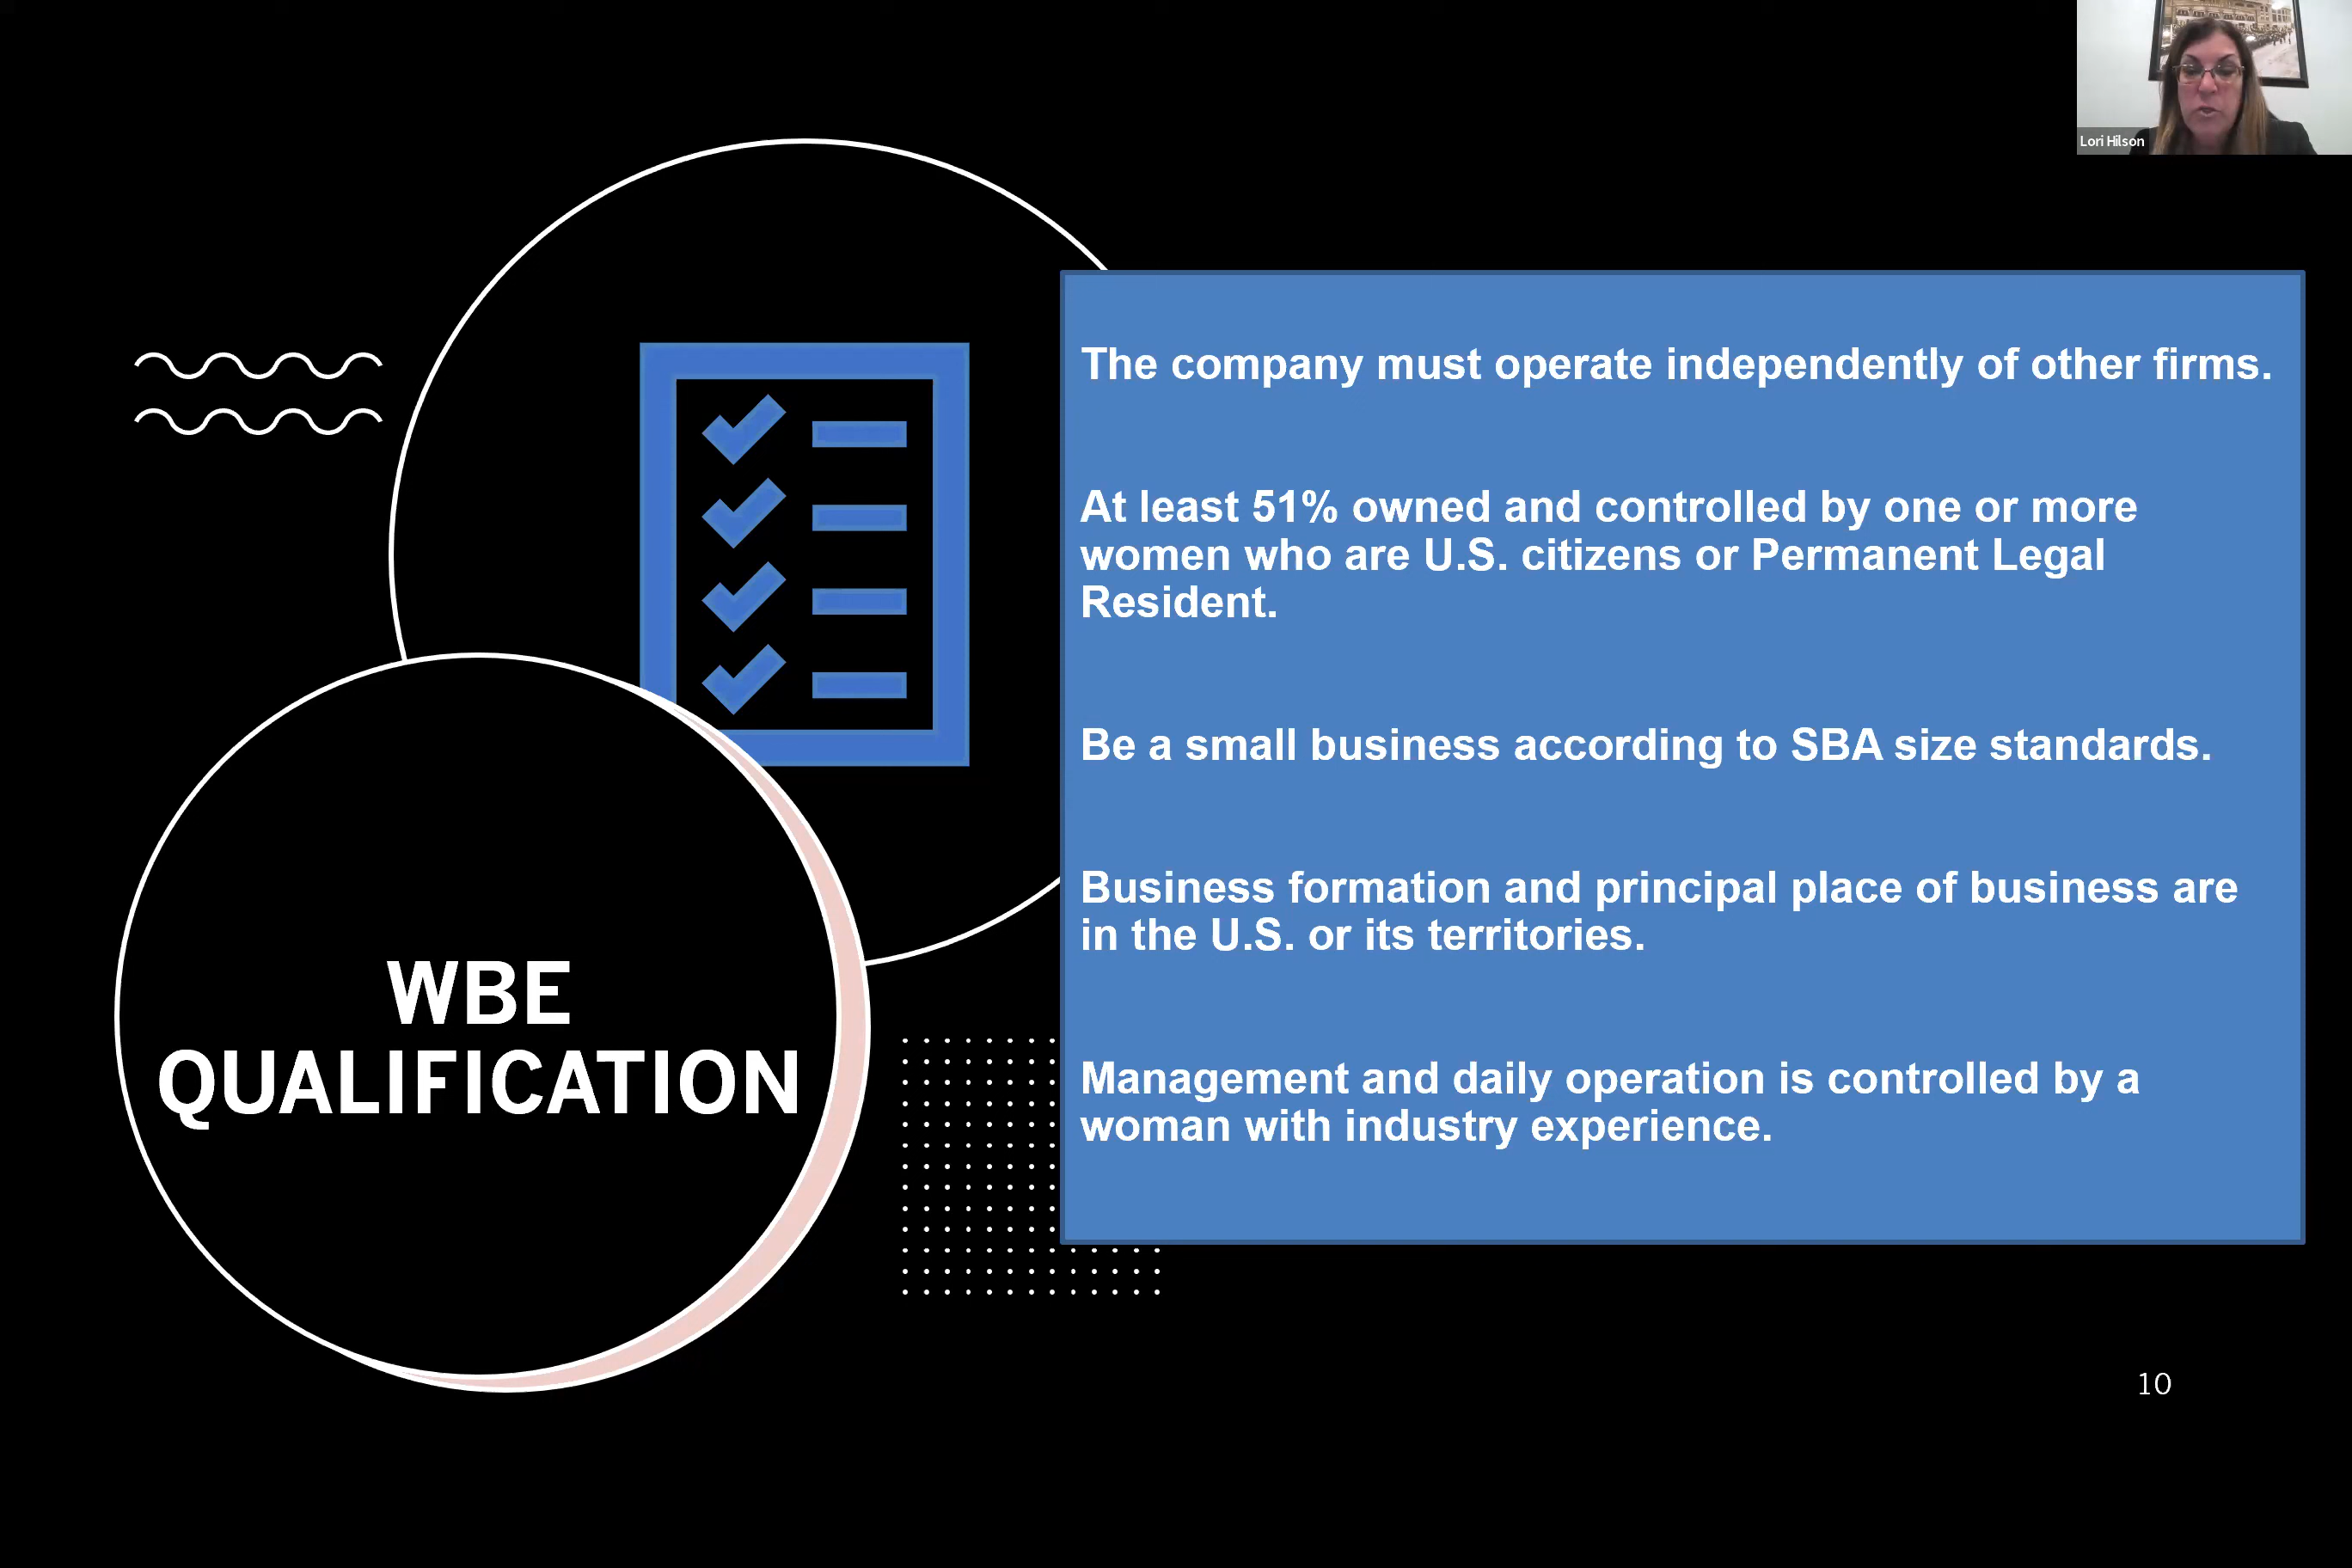 Lori Hilson
The company must operate independently of other firms.
At least 51% owned and controlled by one or more
women who are U.S. citizens or Permanent Legal
Resident.
Be a small business according to SBA size standards.
Business formation and principal place of business are
in the U.S. or its territories.
Management and daily operation is controlled by a
woman with industry experience.
WBE
QUALIFICATION
10